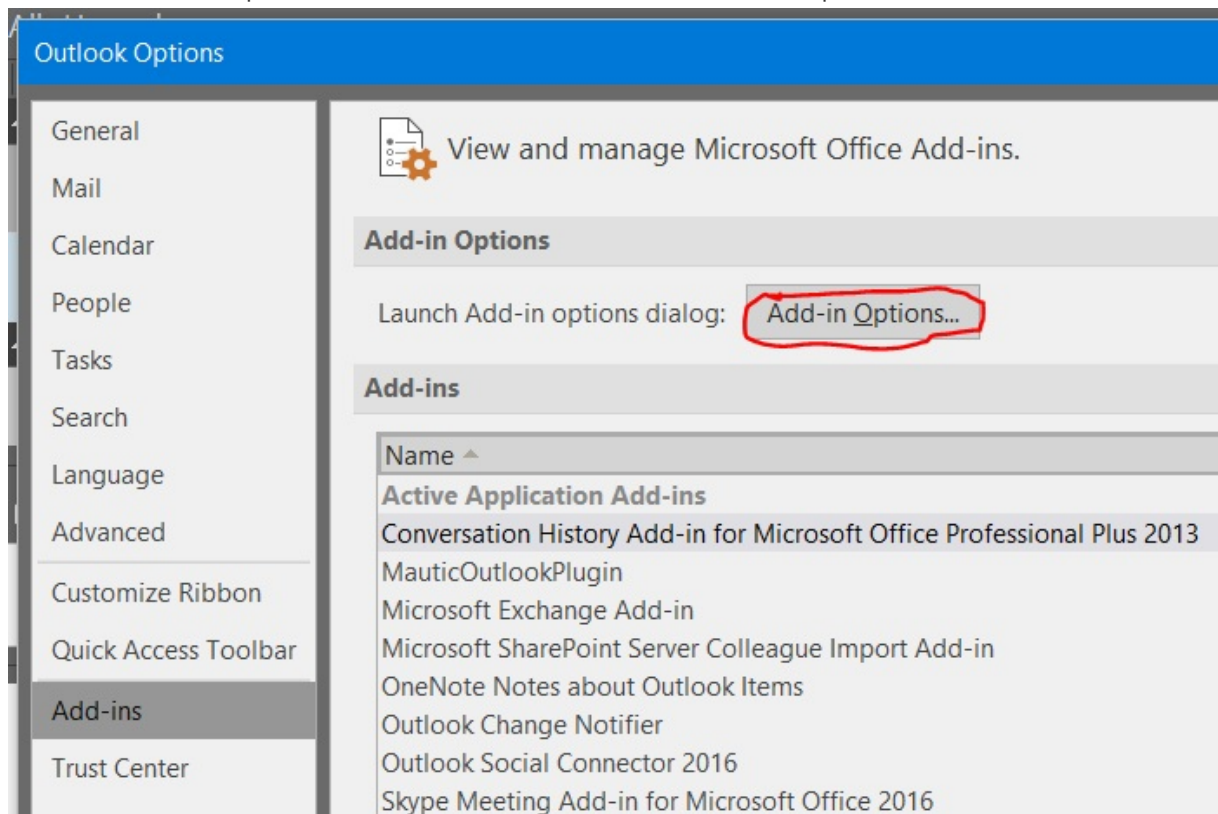 Outlook Options
General
Mail
Calendar
People
Tasks
Search
Language
Advanced
Customize Ribbon
Quick Access Toolbar
Add-ins
Trust Center
View and manage Microsoft Office Add-ins.
Add-in Options
Launch Add-in options dialog: Add-in Options...
Add-ins
Name
Active Application Add-ins
Conversation History Add-in for Microsoft Office Professional Plus 2013
MauticOutlookPlugin
Microsoft Exchange Add-in
Microsoft SharePoint Server Colleague Import Add-in
OneNote Notes about Outlook Items
Outlook Change Notifier
Outlook Social Connector 2016
Skype Meeting Add-in for Microsoft Office 2016